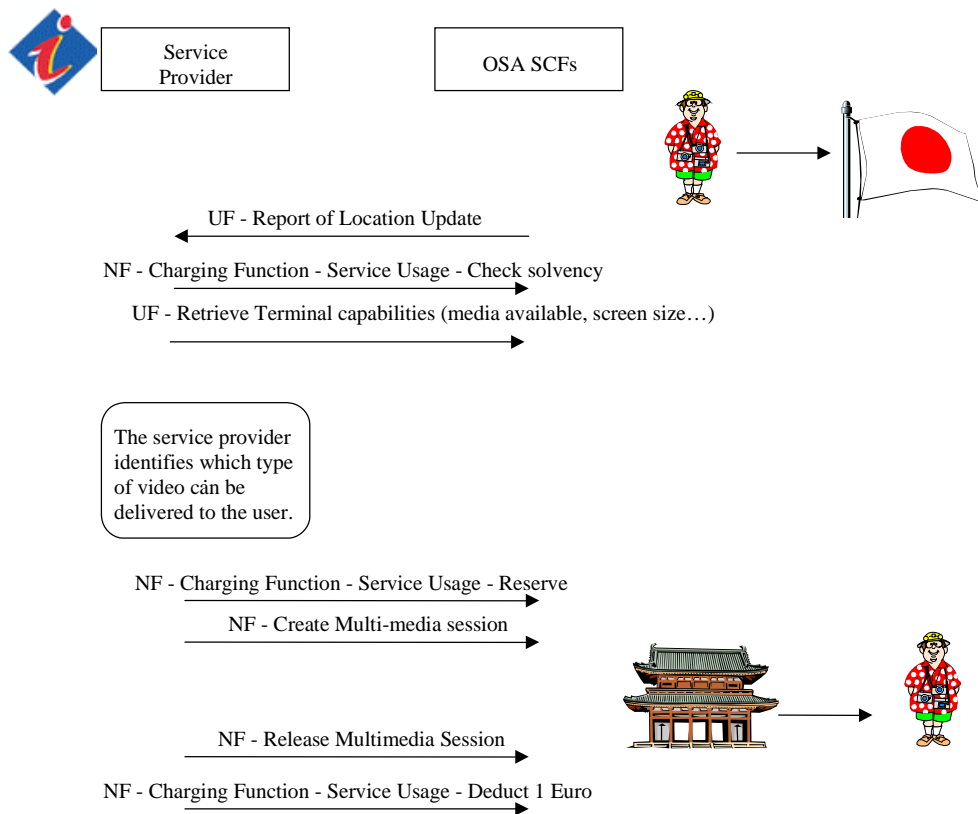 Service
Provider
OSA SCFs
UF - Report of Location Update
NF - Charging Function - Service Usage - Check solvency
UF - Retrieve Terminal capabilities (media available, screen size…)
The service provider
identifies which type
of video can be
delivered to the user.
NF - Charging Function - Service Usage - Reserve
NF - Create Multi-media session
NF - Release Multimedia Session
NF - Charging Function - Service Usage - Deduct 1 Euro